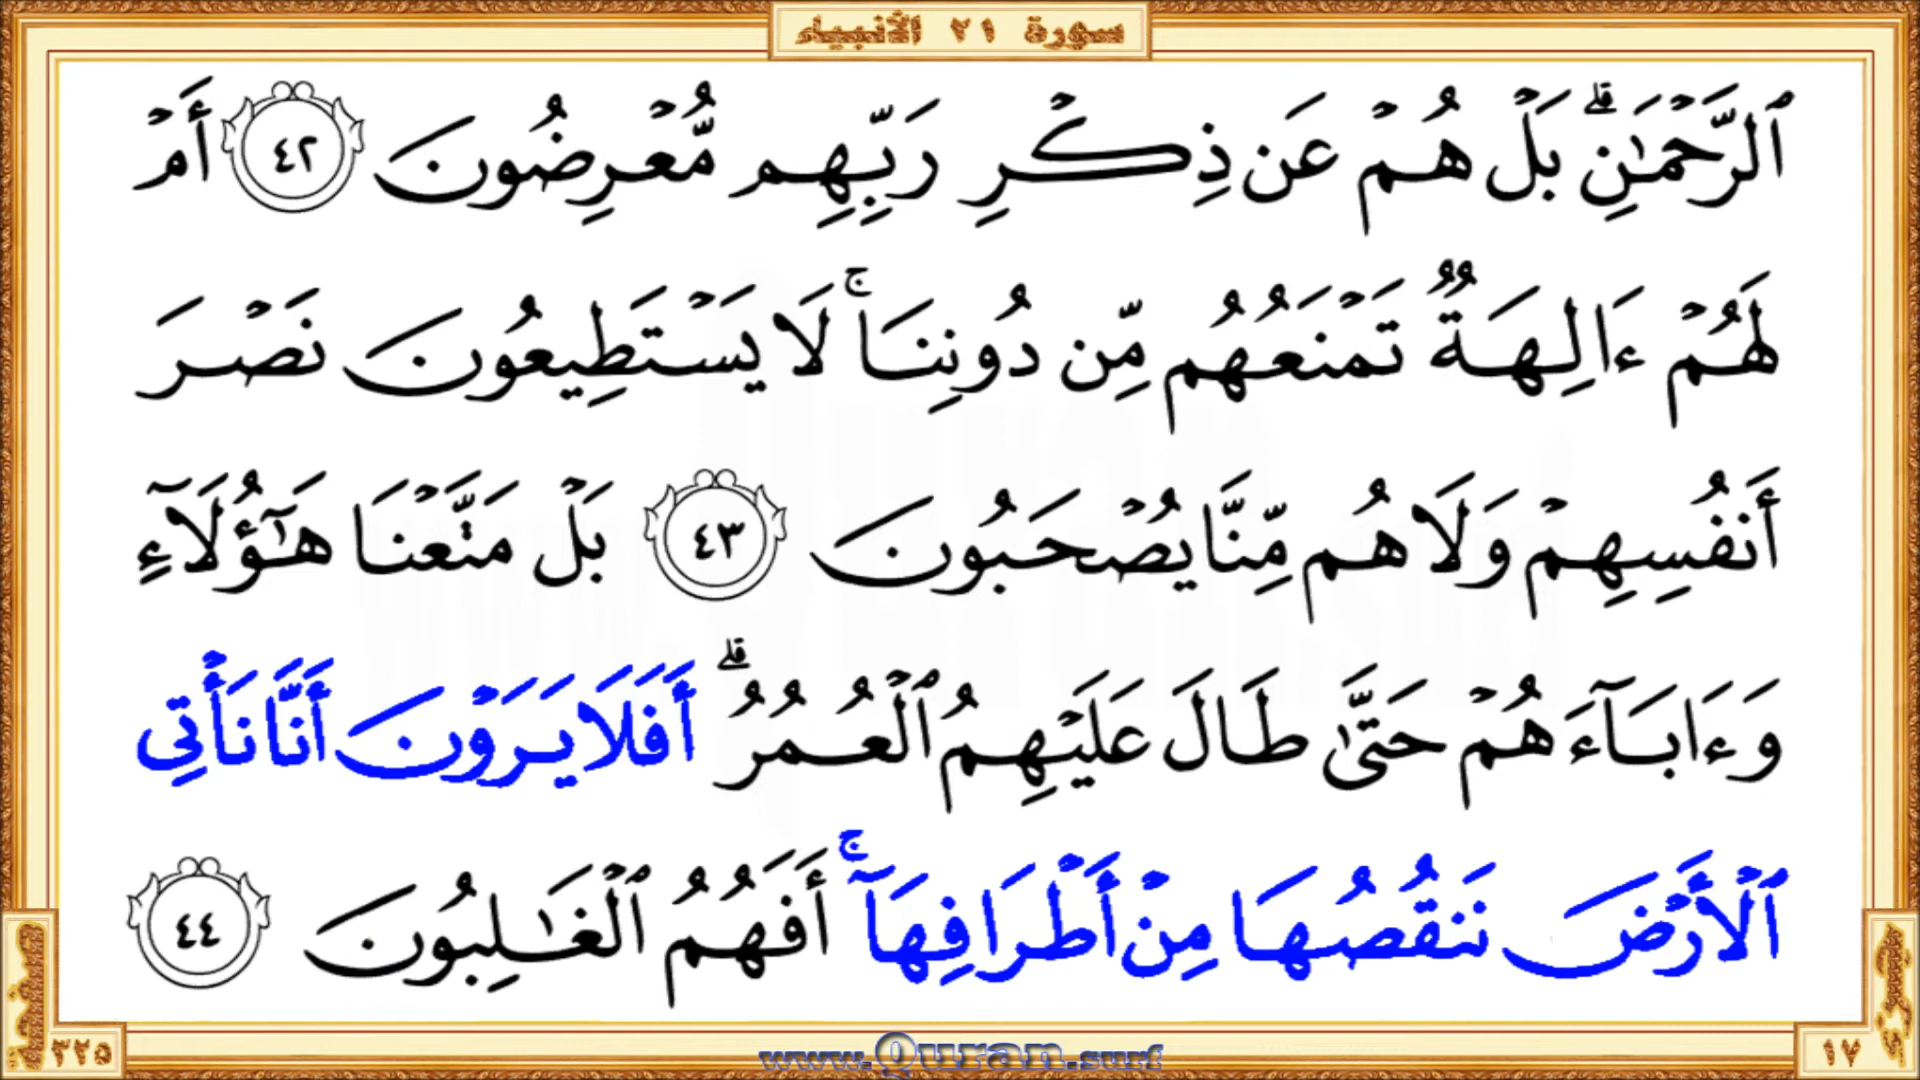 سورة ٢١ الأنبياء
ٱلرَّحۡمَٰنِۚ بَلۡ هُمۡ عَن ذِكۡرِ رَبِّهِم مُّعۡرِضُونَ ٤٢ أَمۡ
لَهُمۡ ءَالِهَةٞ تَمۡنَعُهُم مِّن دُونِنَاۚ لَا يَسۡتَطِيعُونَ نَصۡرَ
أَنفُسِهِمۡ وَلَا هُم مِّنَّا يُصۡحَبُونَ ٤٣ بَلۡ مَتَّعۡنَا هَٰٓؤُلَآءِ
وَءَابَآءَهُمۡ حَتَّىٰ طَالَ عَلَيۡهِمُ ٱلۡعُمُرُۗ أَفَلَا يَرَوۡنَ أَنَّا نَأۡتِي
ٱلۡأَرۡضَ نَنقُصُهَا مِنۡ أَطۡرَافِهَآۚ أَفَهُمُ ٱلۡغَٰلِبُونَ ٤٤
صفحة ٣٢٥
www.Quran.surf
١٧